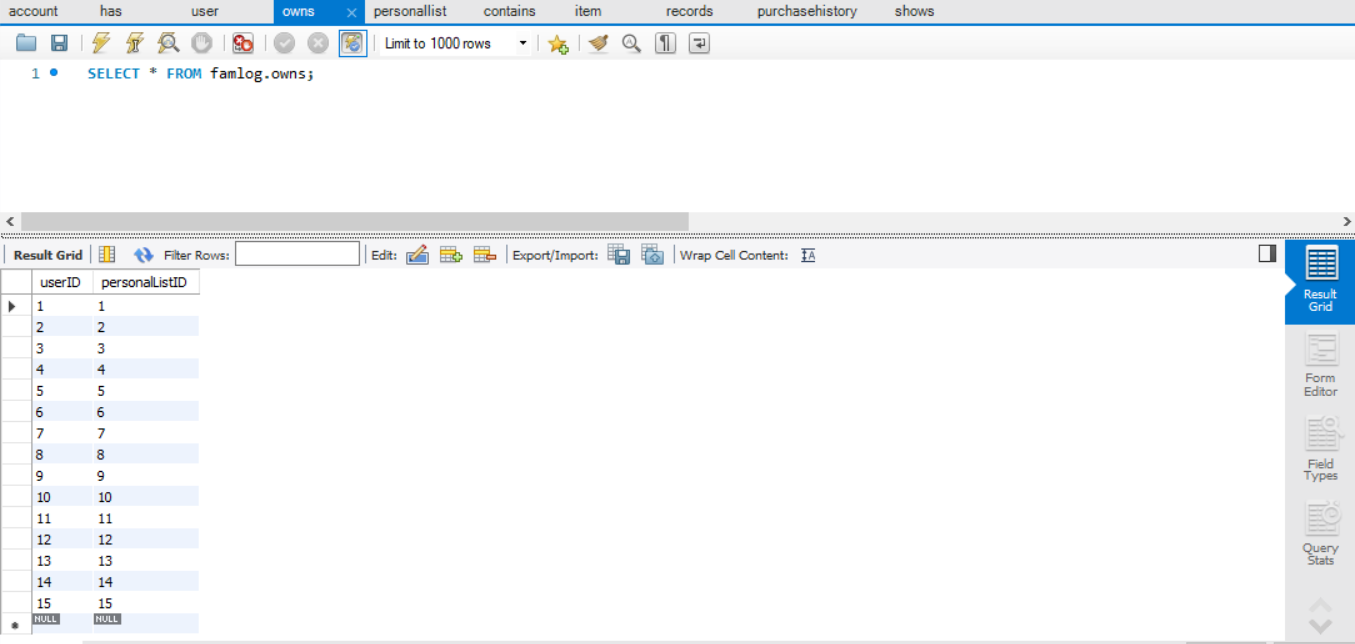 account has user owns × personallist contains item records purchasehistory shows
Limit to 1000 rows
1 SELECT * FROM famlog.owns;
Result Grid Filter Rows: Edit: Export/Import: Wrap Cell Content: IA
userID personalListID
1 1
2 2
3 3
4 4
5 5
6 6
7 7
8 8
9 9
10 10
11 11
12 12
13 13
14 14
15 15
NULL NULL
Result
Grid
Form
Editor
Field
Types
Query
Stats